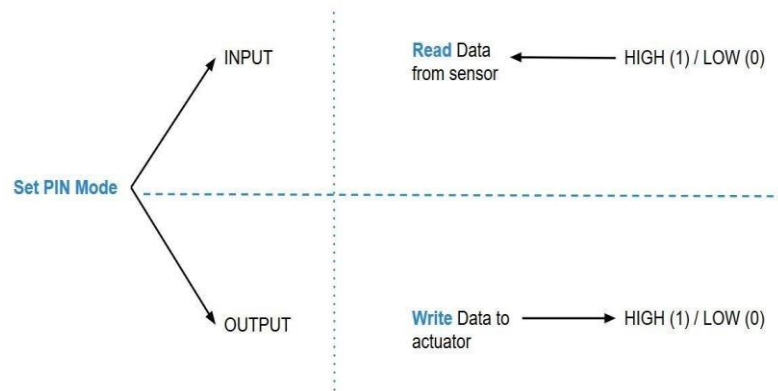 INPUT
Read Data
from sensor
HIGH (1) / LOW (0)
Set PIN Mode
OUTPUT
Write Data to
actuator
HIGH (1) / LOW (0)